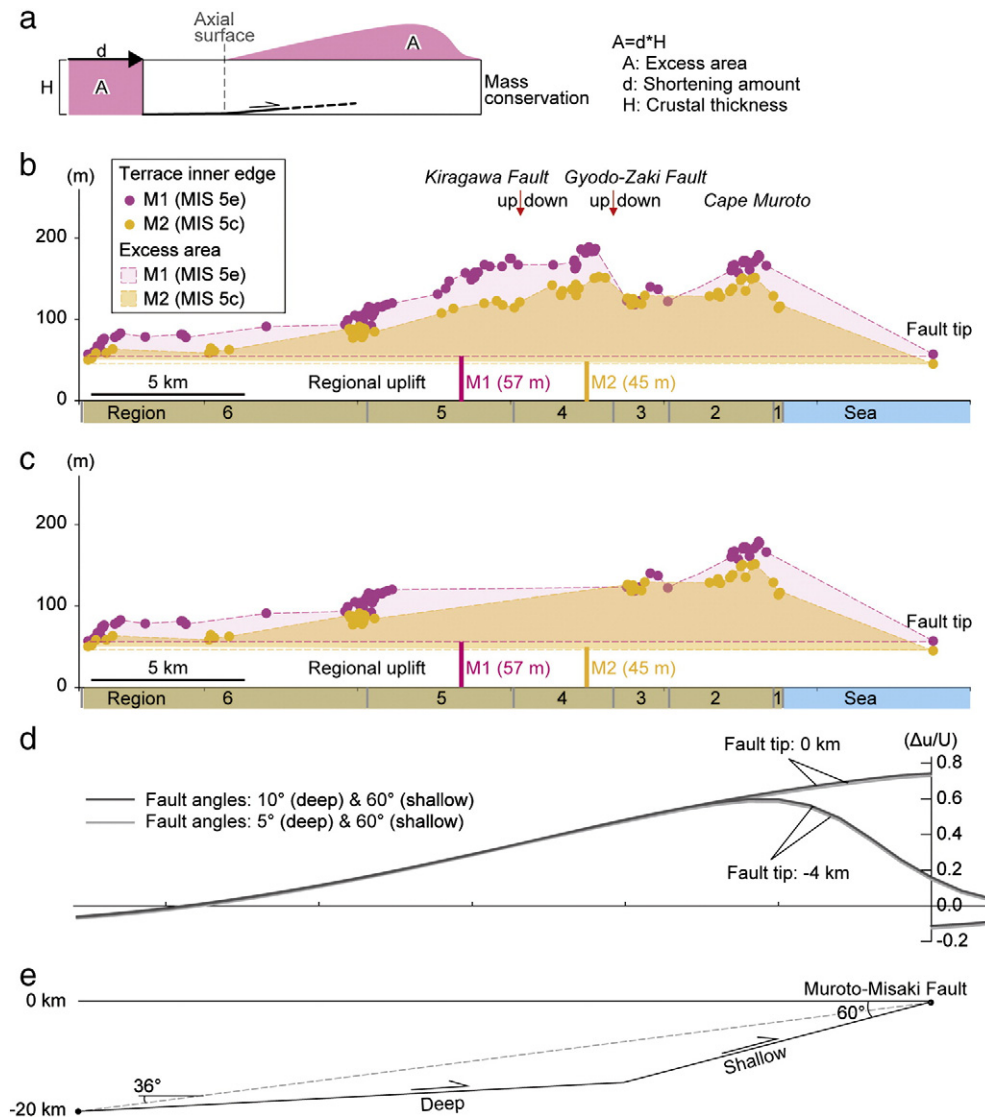 a
Axial
surface
d
A
H
A
Mass
conservation
A=d*H
A: Excess area
d: Shortening amount
H: Crustal thickness
b
(m)
Terrace inner edge
M1 (MIS 5e)
M2 (MIS 5c)
Excess area
M1 (MIS 5e)
M2 (MIS 5c)
Kiragawa Fault
up down
Gyodo-Zaki Fault
up down
Cape Muroto
200
100
0
Fault tip
5 km
Regional uplift
M1 (57 m)
M2 (45 m)
Region 6 5 4 3 2 1 Sea
c
(m)
200
100
0
Fault tip
5 km
Regional uplift
M1 (57 m)
M2 (45 m)
Region 6 5 4 3 2 1 Sea
d
Fault tip: 0 km
(Δu/U)
0.8
0.6
0.4
0.2
0.0
-0.2
Fault angles: 10° (deep) & 60° (shallow)
Fault angles: 5° (deep) & 60° (shallow)
Fault tip: -4 km
e
0 km
Muroto-Misaki Fault
60°
Shallow
36°
Deep
-20 km